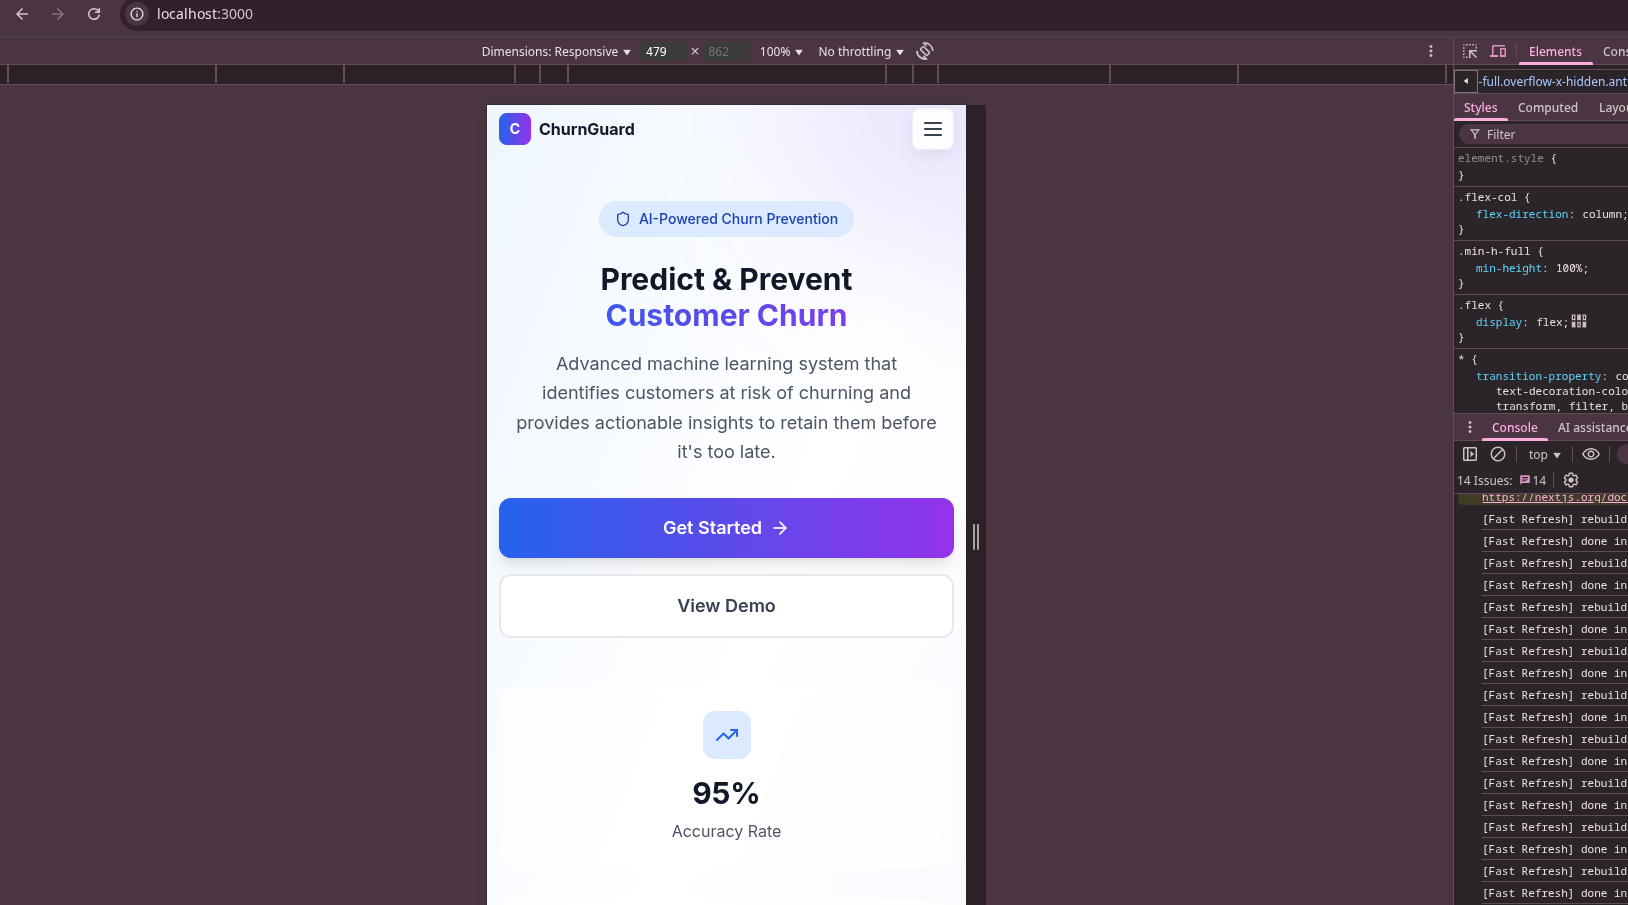 localhost:3000
Dimensions: Responsive 479 × 862 100% No throttling
Elements
-full.overflow-x-hidden.ant
Styles Computed
Filter
element.style {
}
.flex-col {
flex-direction: column;
}
.min-h-full {
min-height: 100%;
}
.flex {
display: flex;
}
* {
transition-property: co
text-decoration-colo
transform, filter, b
Console AI assistanc
top
14 Issues: 14
https://nextjs.org/doc
[Fast Refresh] rebuild
[Fast Refresh] done in
[Fast Refresh] rebuild
[Fast Refresh] done in
[Fast Refresh] rebuild
[Fast Refresh] done in
[Fast Refresh] rebuild
[Fast Refresh] done in
[Fast Refresh] rebuild
[Fast Refresh] done in
[Fast Refresh] rebuild
[Fast Refresh] done in
[Fast Refresh] rebuild
[Fast Refresh] done in
[Fast Refresh] rebuild
[Fast Refresh] done in
[Fast Refresh] rebuild
[Fast Refresh] done in
C ChurnGuard
AI-Powered Churn Prevention
Predict & Prevent
Customer Churn
Advanced machine learning system that
identifies customers at risk of churning and
provides actionable insights to retain them before
it's too late.
Get Started
View Demo
95%
Accuracy Rate